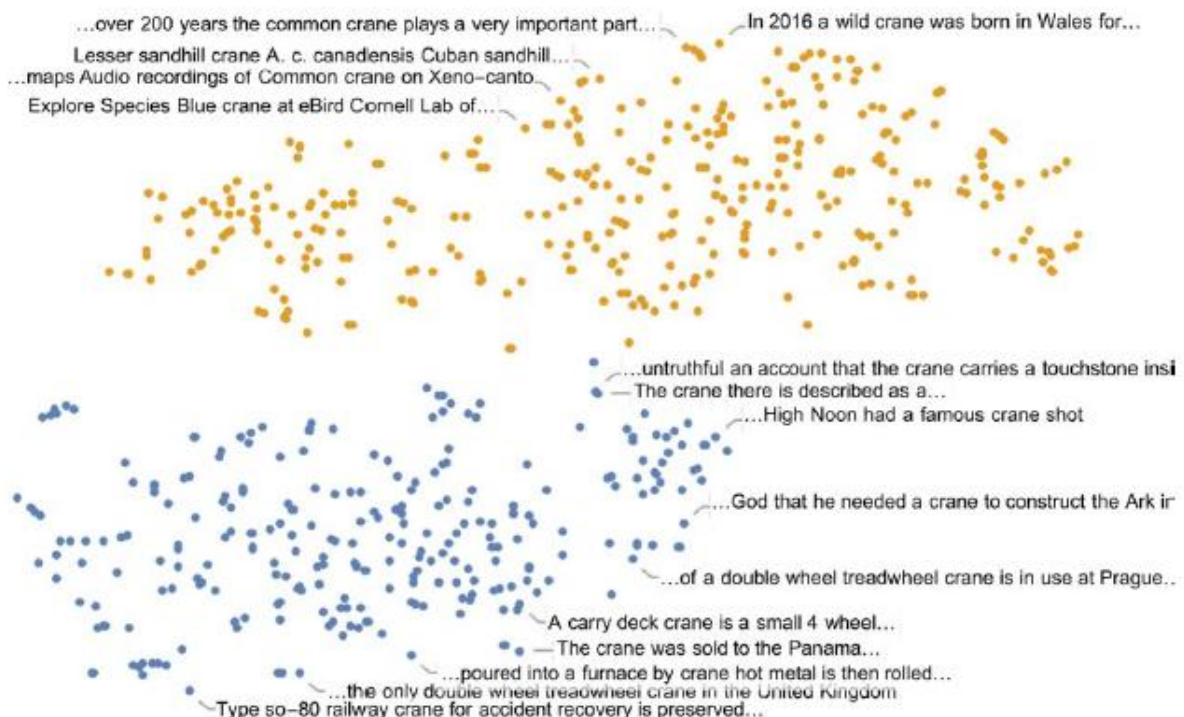 ...over 200 years the common crane plays a very important part...
In 2016 a wild crane was born in Wales for...
Lesser sandhill crane A. c. canadensis Cuban sandhill...
...maps Audio recordings of Common crane on Xeno-canto
Explore Species Blue crane at eBird Cornell Lab of...
...untruthful an account that the crane carries a touchstone insi
The crane there is described as a...
...High Noon had a famous crane shot
...God that he needed a crane to construct the Ark ir
...of a double wheel treadwheel crane is in use at Prague..
A carry deck crane is a small 4 wheel...
The crane was sold to the Panama...
...poured into a furnace by crane hot metal is then rolled...
...the only double wheel treadwheel crane in the United Kingdom
Type so-80 railway crane for accident recovery is preserved...